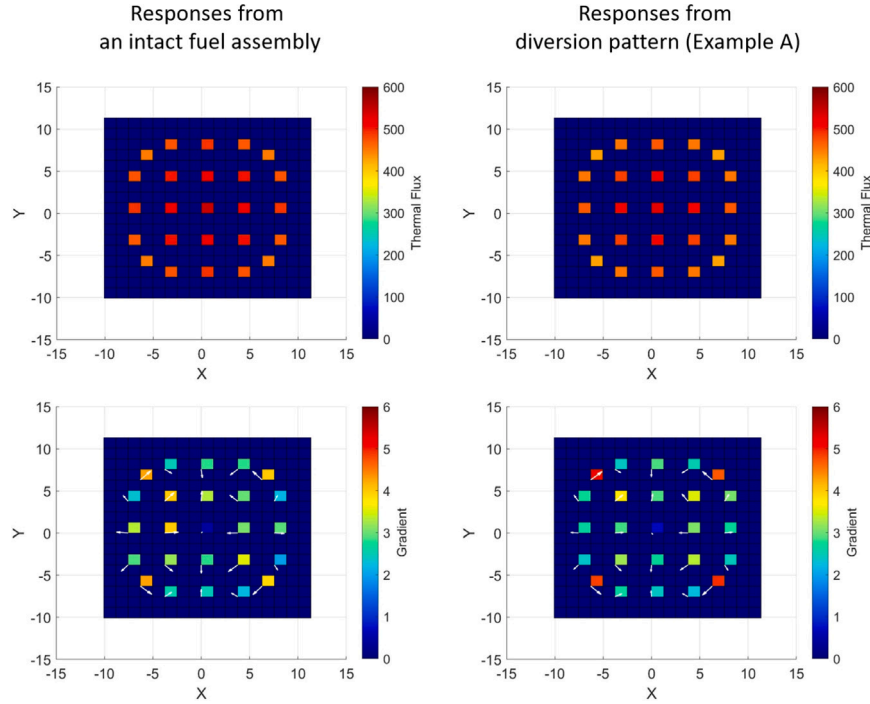 Responses from
an intact fuel assembly
Responses from
diversion pattern (Example A)
15
10
5
0
-5
-10
-15
Y
-15 -10 -5 0 5 10 15
X
600
500
400
300
200
100
0
Thermal Flux
15
10
5
0
-5
-10
-15
Y
-15 -10 -5 0 5 10 15
X
600
500
400
300
200
100
0
Thermal Flux
15
10
5
0
-5
-10
-15
Y
-15 -10 -5 0 5 10 15
X
6
5
4
3
2
1
0
Gradient
15
10
5
0
-5
-10
-15
Y
-15 -10 -5 0 5 10 15
X
6
5
4
3
2
1
0
Gradient